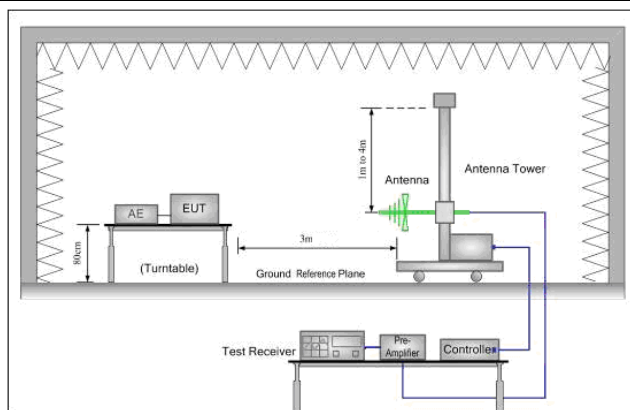 1m to 4m
Antenna
Antenna Tower
AE
EUT
80cm
(Turntable)
3m
Ground Reference Plane
Test Receiver
Pre-
Amplifier
Controller